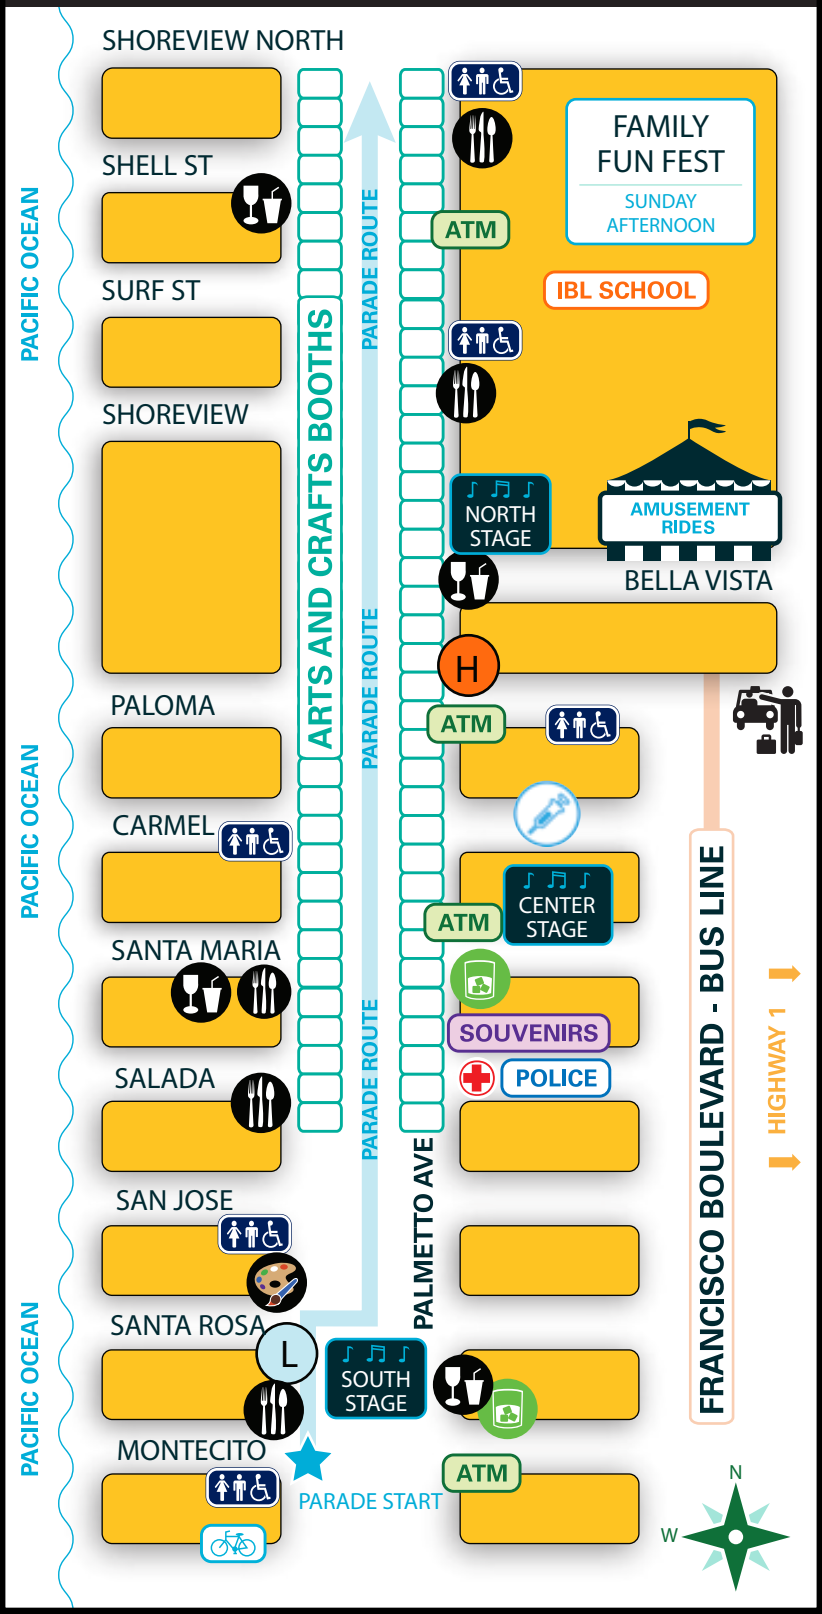 SHOREVIEW NORTH
FAMILY
FUN FEST
SUNDAY
AFTERNOON
SHELL ST
ATM
PACIFIC OCEAN
PARADE ROUTE
SURF ST
IBL SCHOOL
ARTS AND CRAFTS BOOTHS
SHOREVIEW
NORTH
STAGE
AMUSEMENT
RIDES
BELLA VISTA
PARADE ROUTE
H
PALOMA
ATM
PACIFIC OCEAN
CARMEL
CENTER
STAGE
ATM
SANTA MARIA
FRANCISCO BOULEVARD - BUS LINE
HIGHWAY 1
SOUVENIRS
PARADE ROUTE
SALADA
POLICE
PALMETTO AVE
SAN JOSE
SANTA ROSA
L
SOUTH
STAGE
PACIFIC OCEAN
MONTECITO
ATM
PARADE START
N
W